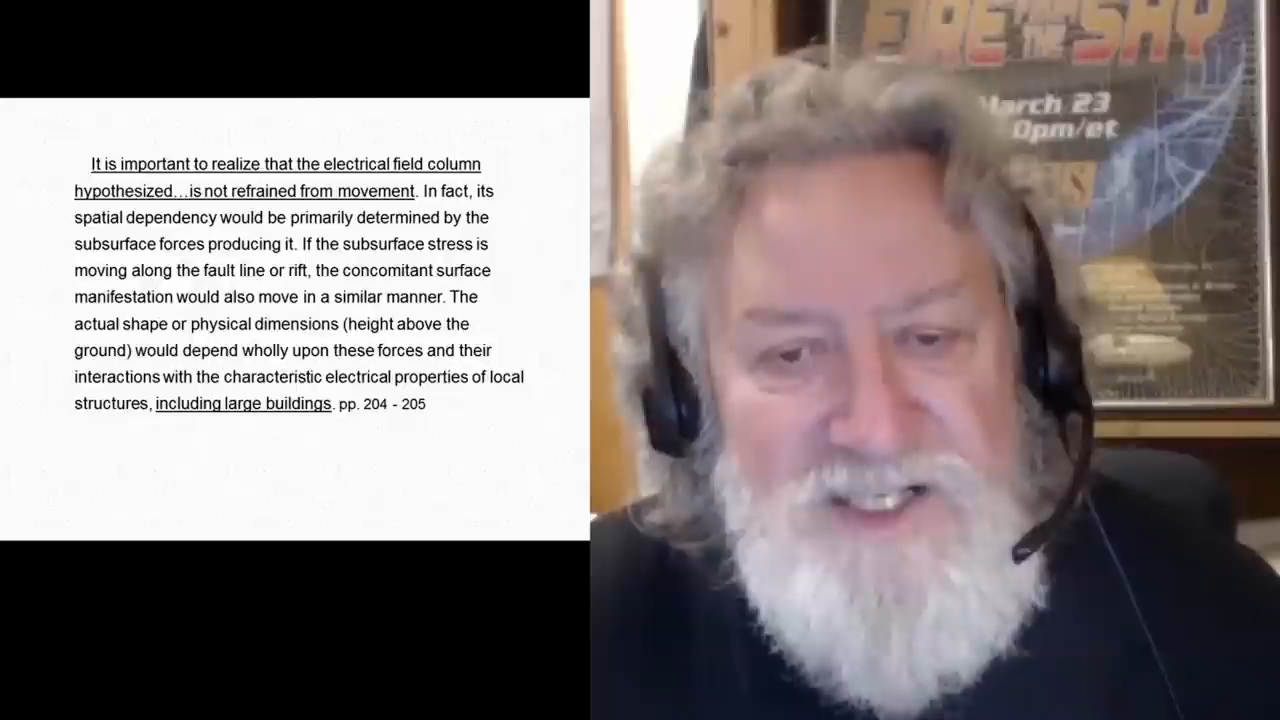 It is important to realize that the electrical field column
hypothesized…is not refrained from movement. In fact, its
spatial dependency would be primarily determined by the
subsurface forces producing it. If the subsurface stress is
moving along the fault line or rift, the concomitant surface
manifestation would also move in a similar manner. The
actual shape or physical dimensions (height above the
ground) would depend wholly upon these forces and their
interactions with the characteristic electrical properties of local
structures, including large buildings. pp. 204 - 205
FIRE
THE SKY
March 23
0pm/et